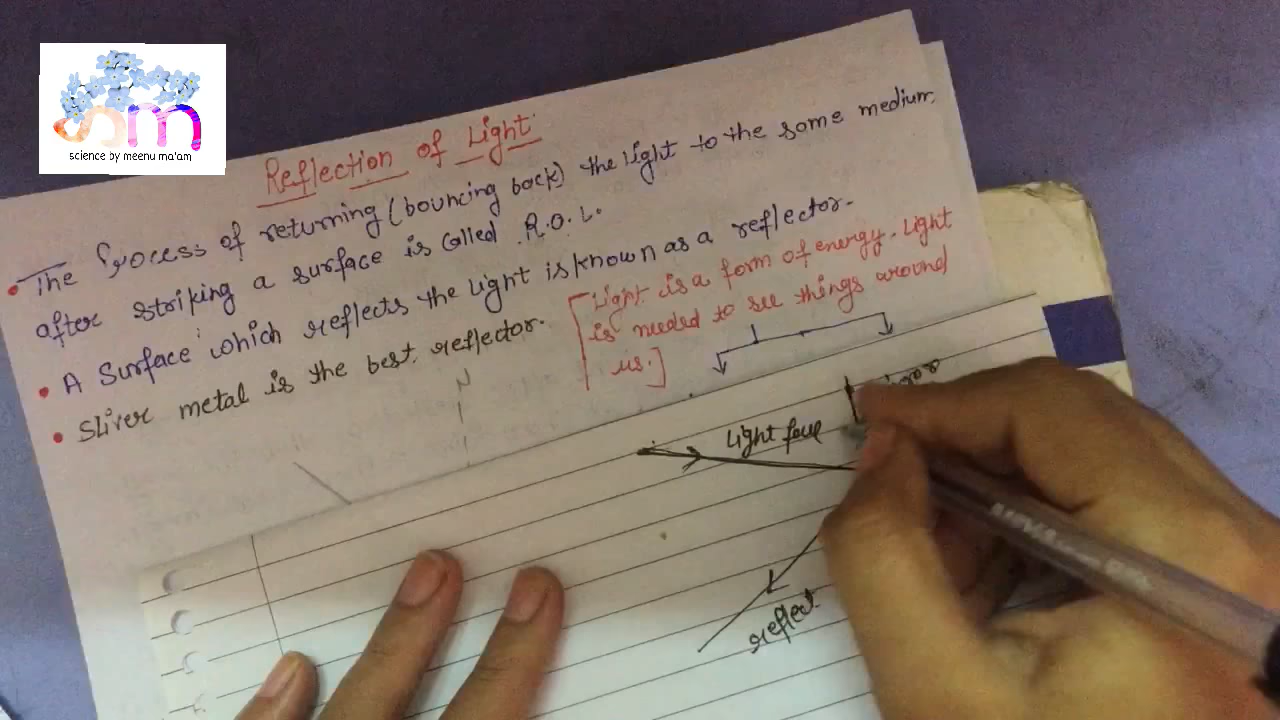 science by meenu ma'am
Reflection of Light
• The Process of returning (bouncing back) the light to the same medium,
after striking a surface is called R.O.L.
• A Surface which reflects the light is known as a reflector.
• Sliver metal is the best reflector.
[Light is a form of energy. Light
is needed to see things around
us.]
N
Light
reflect